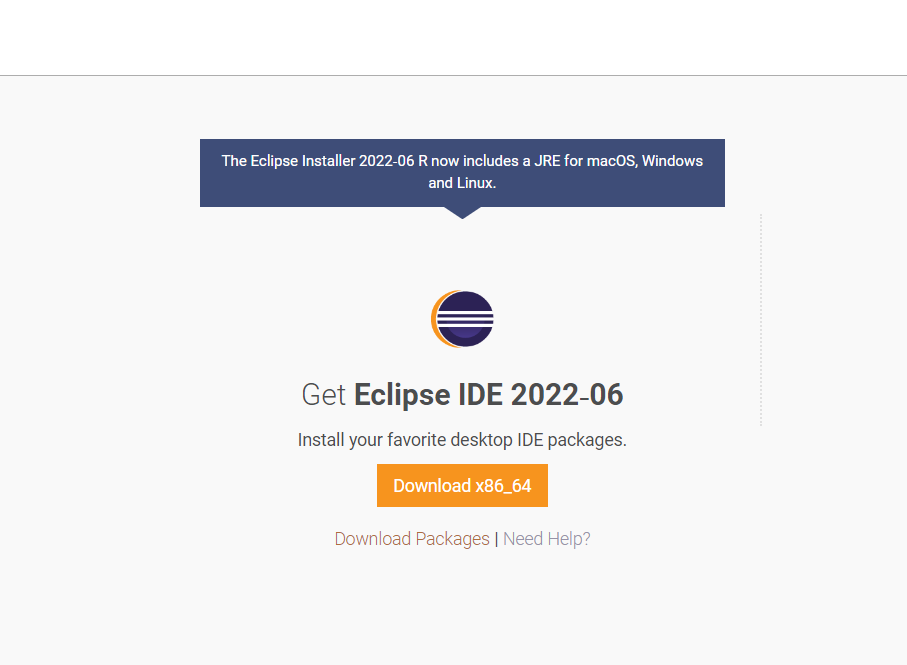 The Eclipse Installer 2022-06 R now includes a JRE for macOS, Windows
and Linux.
Get Eclipse IDE 2022-06
Install your favorite desktop IDE packages.
Download x86_64
Download Packages | Need Help?